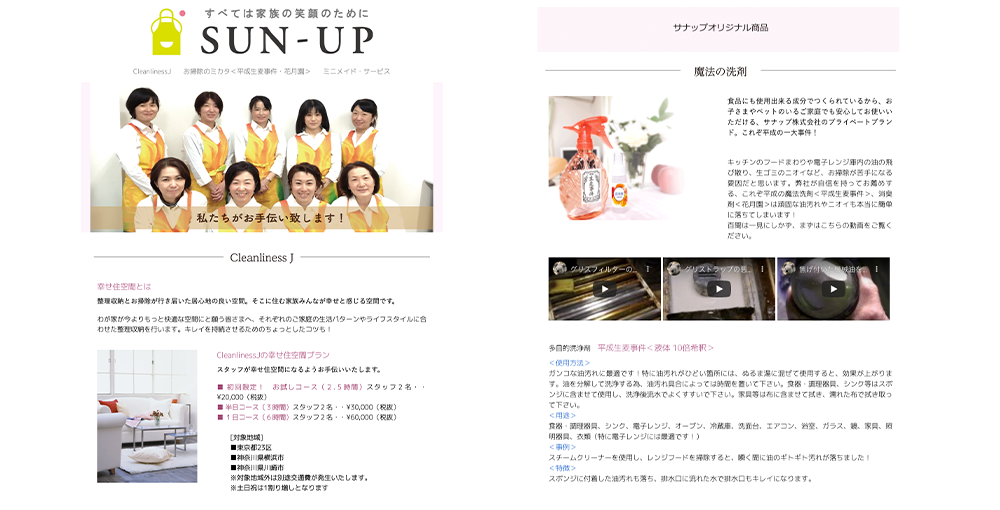 すべては家族の笑顔のために
SUN-UP
CleanlinessJ お掃除のミカタ＜平成生麦事件・花月園＞ ミニメイド・サービス
私たちがお手伝い致します！
Cleanliness J
幸せ住空間とは
整理収納とお掃除が行き届いた居心地の良い空間。そこに住む家族みんなが幸せと感じる空間です。
わが家が今よりもっと快適な空間にと願う皆さまへ、それぞれのご家庭の生活パターンやライフスタイルに合
わせた整理収納を行います。キレイを持続させるためのちょっとしたコツも！
CleanlinessJの幸せ住空間プラン
スタッフが幸せ住空間になるようお手伝いいたします。
■ 初回限定！ お試しコース（２.５時間）スタッフ２名・・
¥20,000（税抜）
■ 半日コース（３時間）スタッフ２名・・¥30,000（税抜）
■ １日コース（６時間）スタッフ２名・・¥60,000（税抜）
[対象地域]
■東京都23区
■神奈川県横浜市
■神奈川県川崎市
※対象地域外は別途交通費が発生いたします。
※土日祝は1割り増しとなります
サナップオリジナル商品
魔法の洗剤
食品にも使用出来る成分でつくられているから、お
子さまやペットのいるご家庭でも安心してお使いい
ただける、サナップ株式会社のプライベートブラン
ド。これぞ平成の一大事件！
キッチンのフードまわりや電子レンジ庫内の油の飛
び散り、生ゴミのニオイなど、お掃除が苦手になる
要因だと思います。弊社が自信を持ってお薦めす
る、これぞ平成の魔法洗剤＜平成生麦事件＞、消臭
剤＜花月園＞は頑固な油汚れやニオイも本当に簡単
に落ちてしまいます！
百聞は一見にしかず、まずはこちらの動画をご覧く
ださい。
グリスフィルターの…
グリストラップの悪…
焦げ付いた機械油を…
多目的洗浄剤 平成生麦事件＜液体 10倍希釈＞
＜使用方法＞
ガンコな油汚れに最適です！特に油汚れがひどい箇所には、ぬるま湯に混ぜて使用すると、効果が上がりま
す。油を分解して洗浄する為、油汚れ具合によっては時間を置いて下さい。食器・調理器具、シンク等はスポ
ンジに含ませて使用し、洗浄後流水でよくすすいで下さい。家具等は布に含ませて拭き、濡れた布で拭き取っ
て下さい。
＜用途＞
食器・調理器具、シンク、電子レンジ、オーブン、冷蔵庫、洗面台、エアコン、浴室、ガラス、鏡、家具、照
明器具、衣類（特に電子レンジには最適です！）
＜事例＞
スチームクリーナーを使用し、レンジフードを掃除すると、瞬く間に油のギトギト汚れが落ちました！
＜特徴＞
スポンジに付着した油汚れも落ち、排水口に流れた水で排水口もキレイになります。